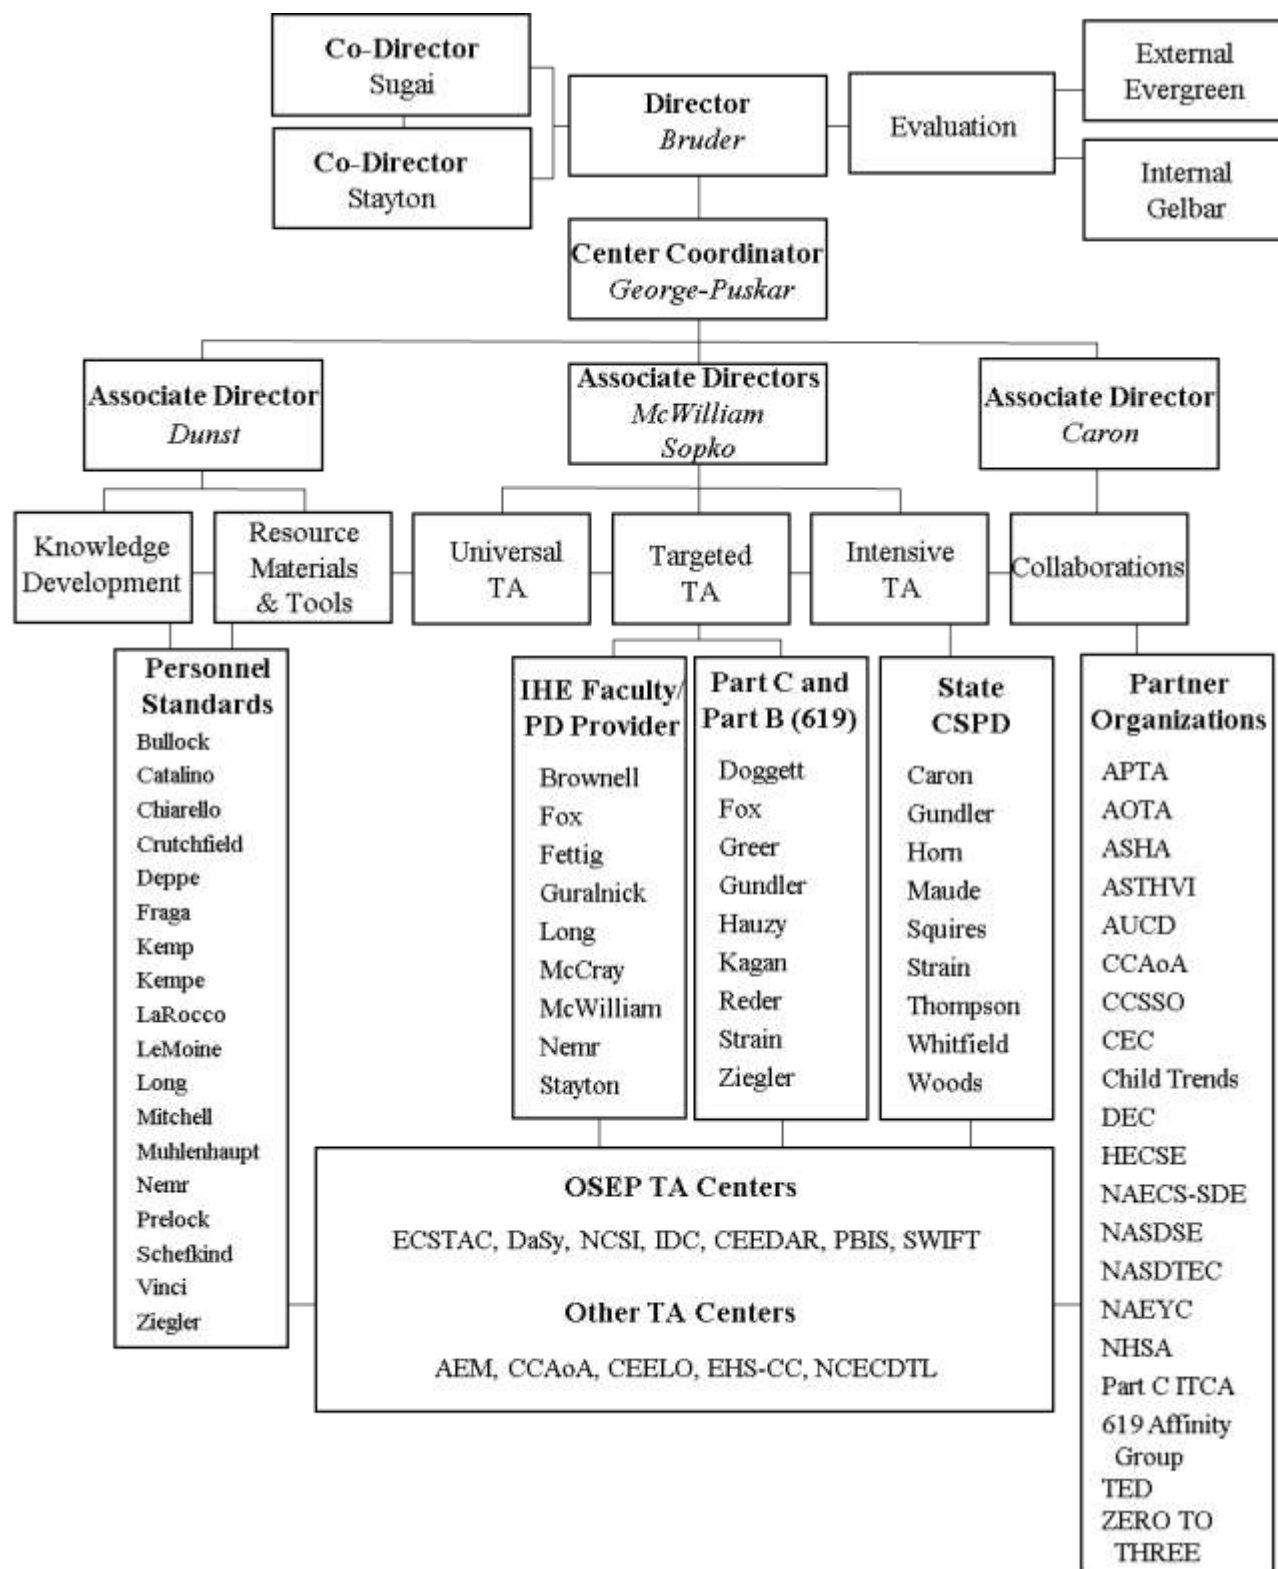 Co-Director
Sugai
Co-Director
Stayton
Director
Bruder
Evaluation
External
Evergreen
Internal
Gelbar
Center Coordinator
George-Puskar
Associate Director
Dunst
Associate Directors
McWilliam
Sopko
Associate Director
Caron
Knowledge
Development
Resource
Materials
& Tools
Universal
TA
Targeted
TA
Intensive
TA
Collaborations
Personnel
Standards
Bullock
Catalino
Chiarello
Crutchfield
Deppe
Fraga
Kemp
Kempe
LaRocco
LeMoine
Long
Mitchell
Muhlenhaupt
Nemr
Prelock
Schefkind
Vinci
Ziegler
IHE Faculty/
PD Provider
Brownell
Fox
Fettig
Guralnick
Long
McCray
McWilliam
Nemr
Stayton
Part C and
Part B (619)
Doggett
Fox
Greer
Gundler
Hauzy
Kagan
Reder
Strain
Ziegler
State
CSPD
Caron
Gundler
Horn
Maude
Squires
Strain
Thompson
Whitfield
Woods
Partner
Organizations
APTA
AOTA
ASHA
ASTHVI
AUCD
CCAoA
CCSSO
CEC
Child Trends
DEC
HECSE
NAECS-SDE
NASDSE
NASDTEC
NAEYC
NHSA
Part C ITCA
619 Affinity
Group
TED
ZERO TO
THREE
OSEP TA Centers
ECSTAC, DaSy, NCSI, IDC, CEEDAR, PBIS, SWIFT
Other TA Centers
AEM, CCAoA, CEELO, EHS-CC, NCECDTL